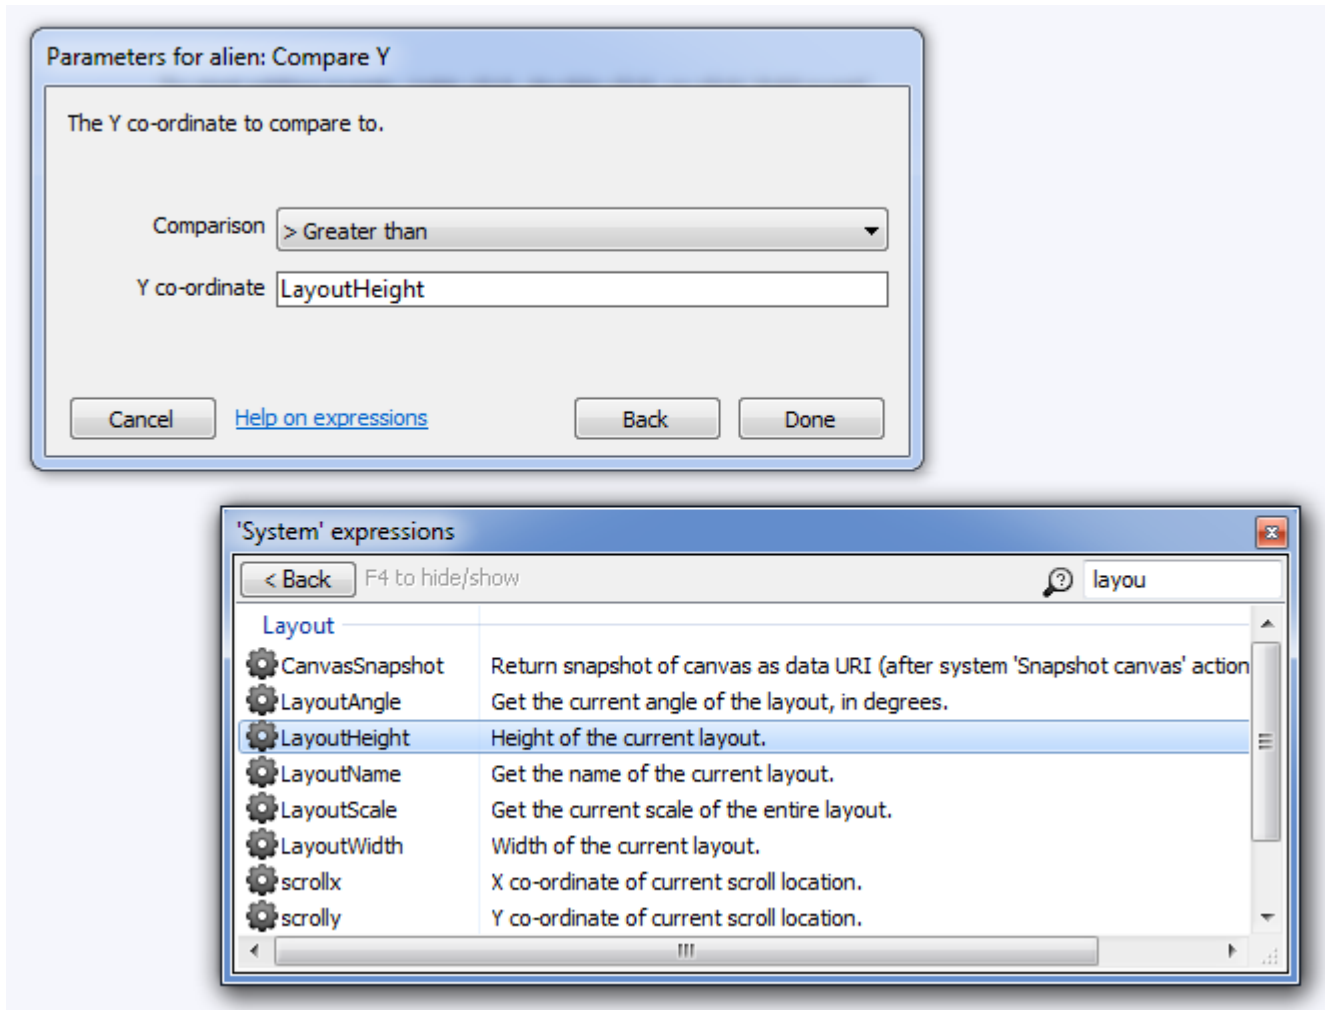 Parameters for alien: Compare Y
The Y co-ordinate to compare to.
Comparison > Greater than
Y co-ordinate LayoutHeight
Cancel Help on expressions Back Done
'System' expressions
< Back F4 to hide/show layou
Layout
CanvasSnapshot Return snapshot of canvas as data URI (after system 'Snapshot canvas' action
LayoutAngle Get the current angle of the layout, in degrees.
LayoutHeight Height of the current layout.
LayoutName Get the name of the current layout.
LayoutScale Get the current scale of the entire layout.
LayoutWidth Width of the current layout.
scrollx X co-ordinate of current scroll location.
scrolly Y co-ordinate of current scroll location.